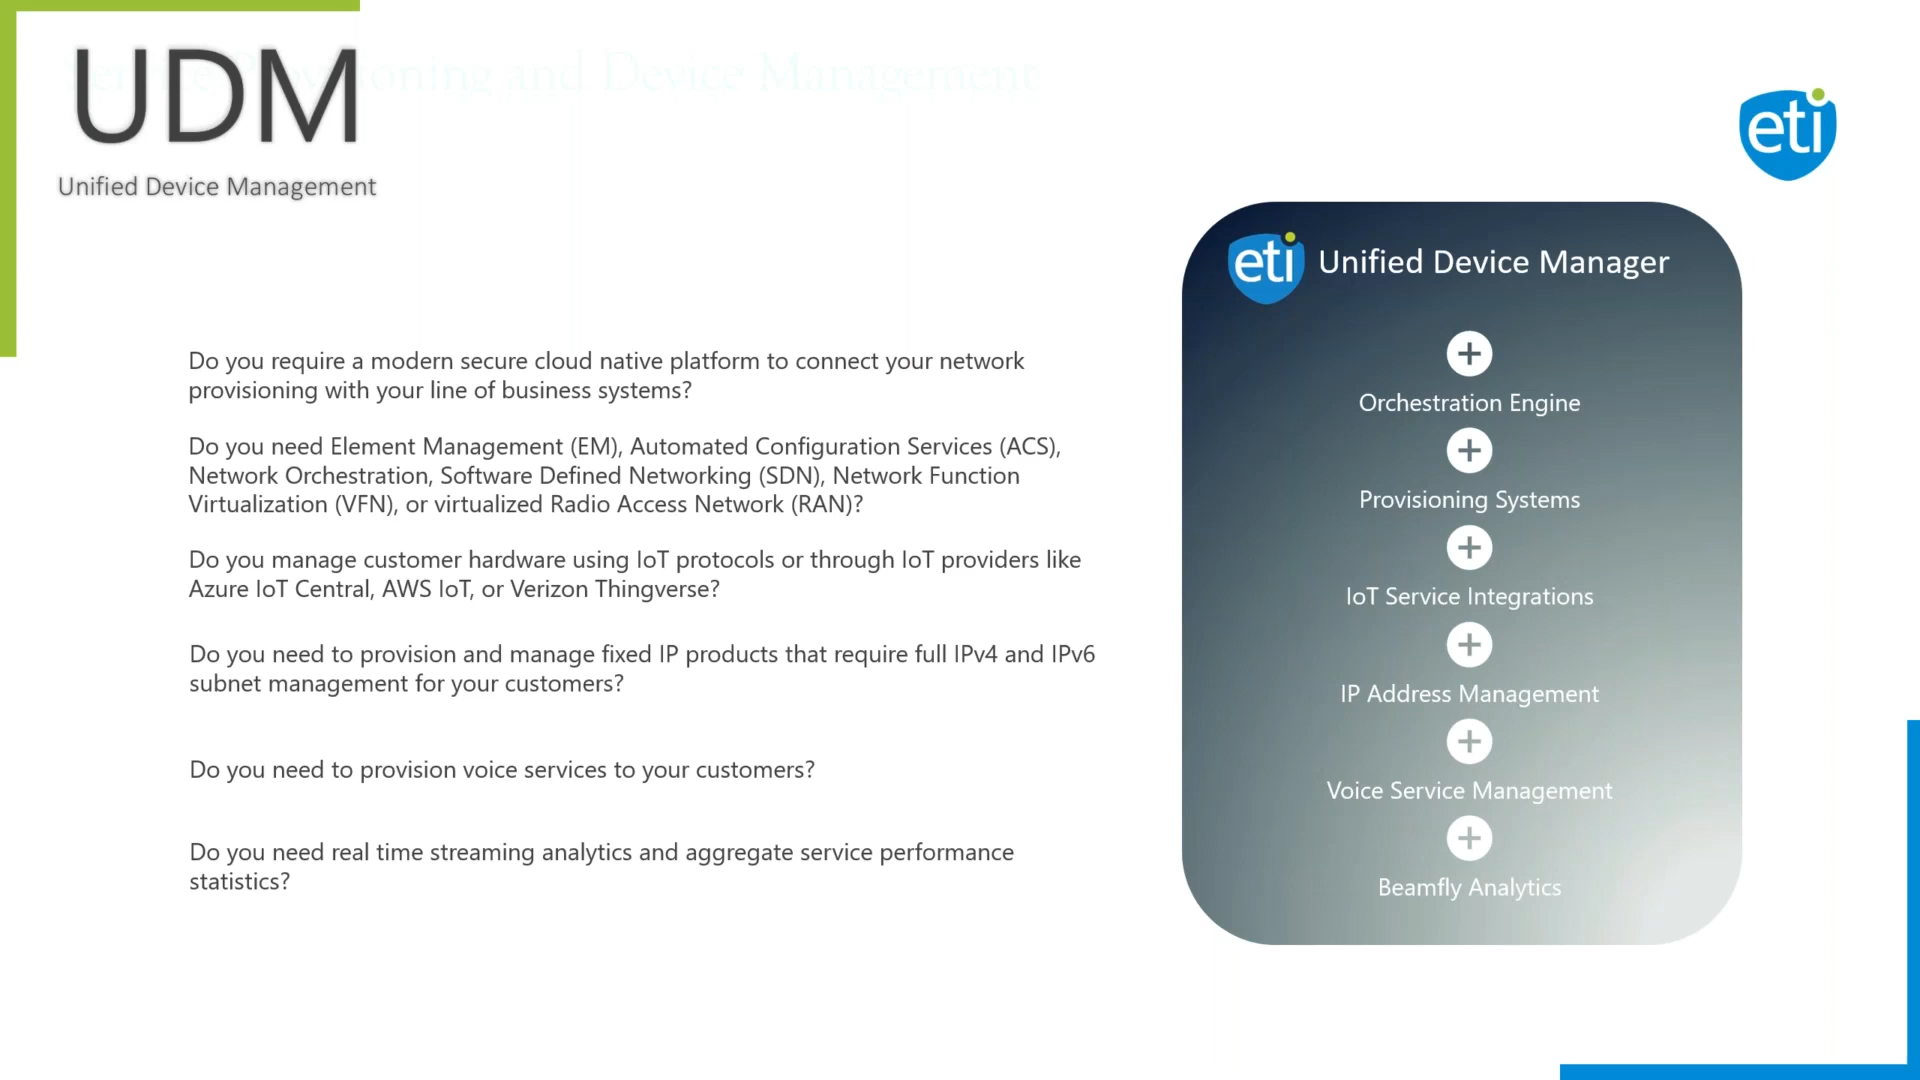 Service Provisioning and Device Management
UDM
Unified Device Management
eti
Do you require a modern secure cloud native platform to connect your network
provisioning with your line of business systems?
Do you need Element Management (EM), Automated Configuration Services (ACS),
Network Orchestration, Software Defined Networking (SDN), Network Function
Virtualization (VFN), or virtualized Radio Access Network (RAN)?
Do you manage customer hardware using IoT protocols or through IoT providers like
Azure IoT Central, AWS IoT, or Verizon Thingverse?
Do you need to provision and manage fixed IP products that require full IPv4 and IPv6
subnet management for your customers?
Do you need to provision voice services to your customers?
Do you need real time streaming analytics and aggregate service performance
statistics?
eti Unified Device Manager
Orchestration Engine
Provisioning Systems
IoT Service Integrations
IP Address Management
Voice Service Management
Beamfly Analytics